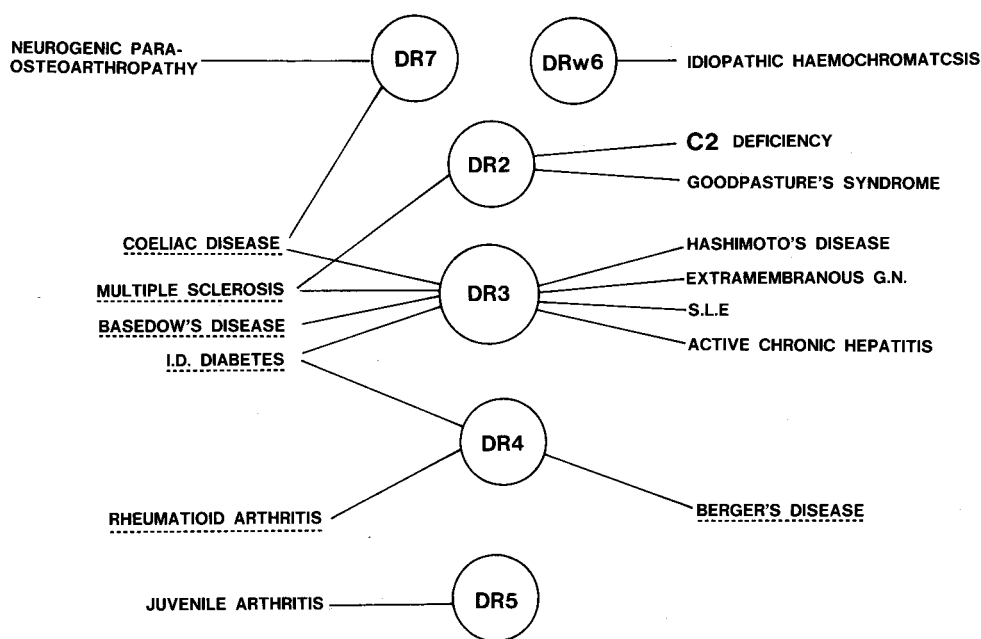 NEUROGENIC PARA-
OSTEOARTHROPATHY
DR7
DRw6
IDIOPATHIC HAEMOCHROMATCSIS
DR2
C2 DEFICIENCY
GOODPASTURE'S SYNDROME
COELIAC DISEASE
MULTIPLE SCLEROSIS
BASEDOW'S DISEASE
I.D. DIABETES
DR3
HASHIMOTO'S DISEASE
EXTRAMEMBRANOUS G.N.
S.L.E
ACTIVE CHRONIC HEPATITIS
DR4
RHEUMATIOID ARTHRITIS
BERGER'S DISEASE
JUVENILE ARTHRITIS
DR5